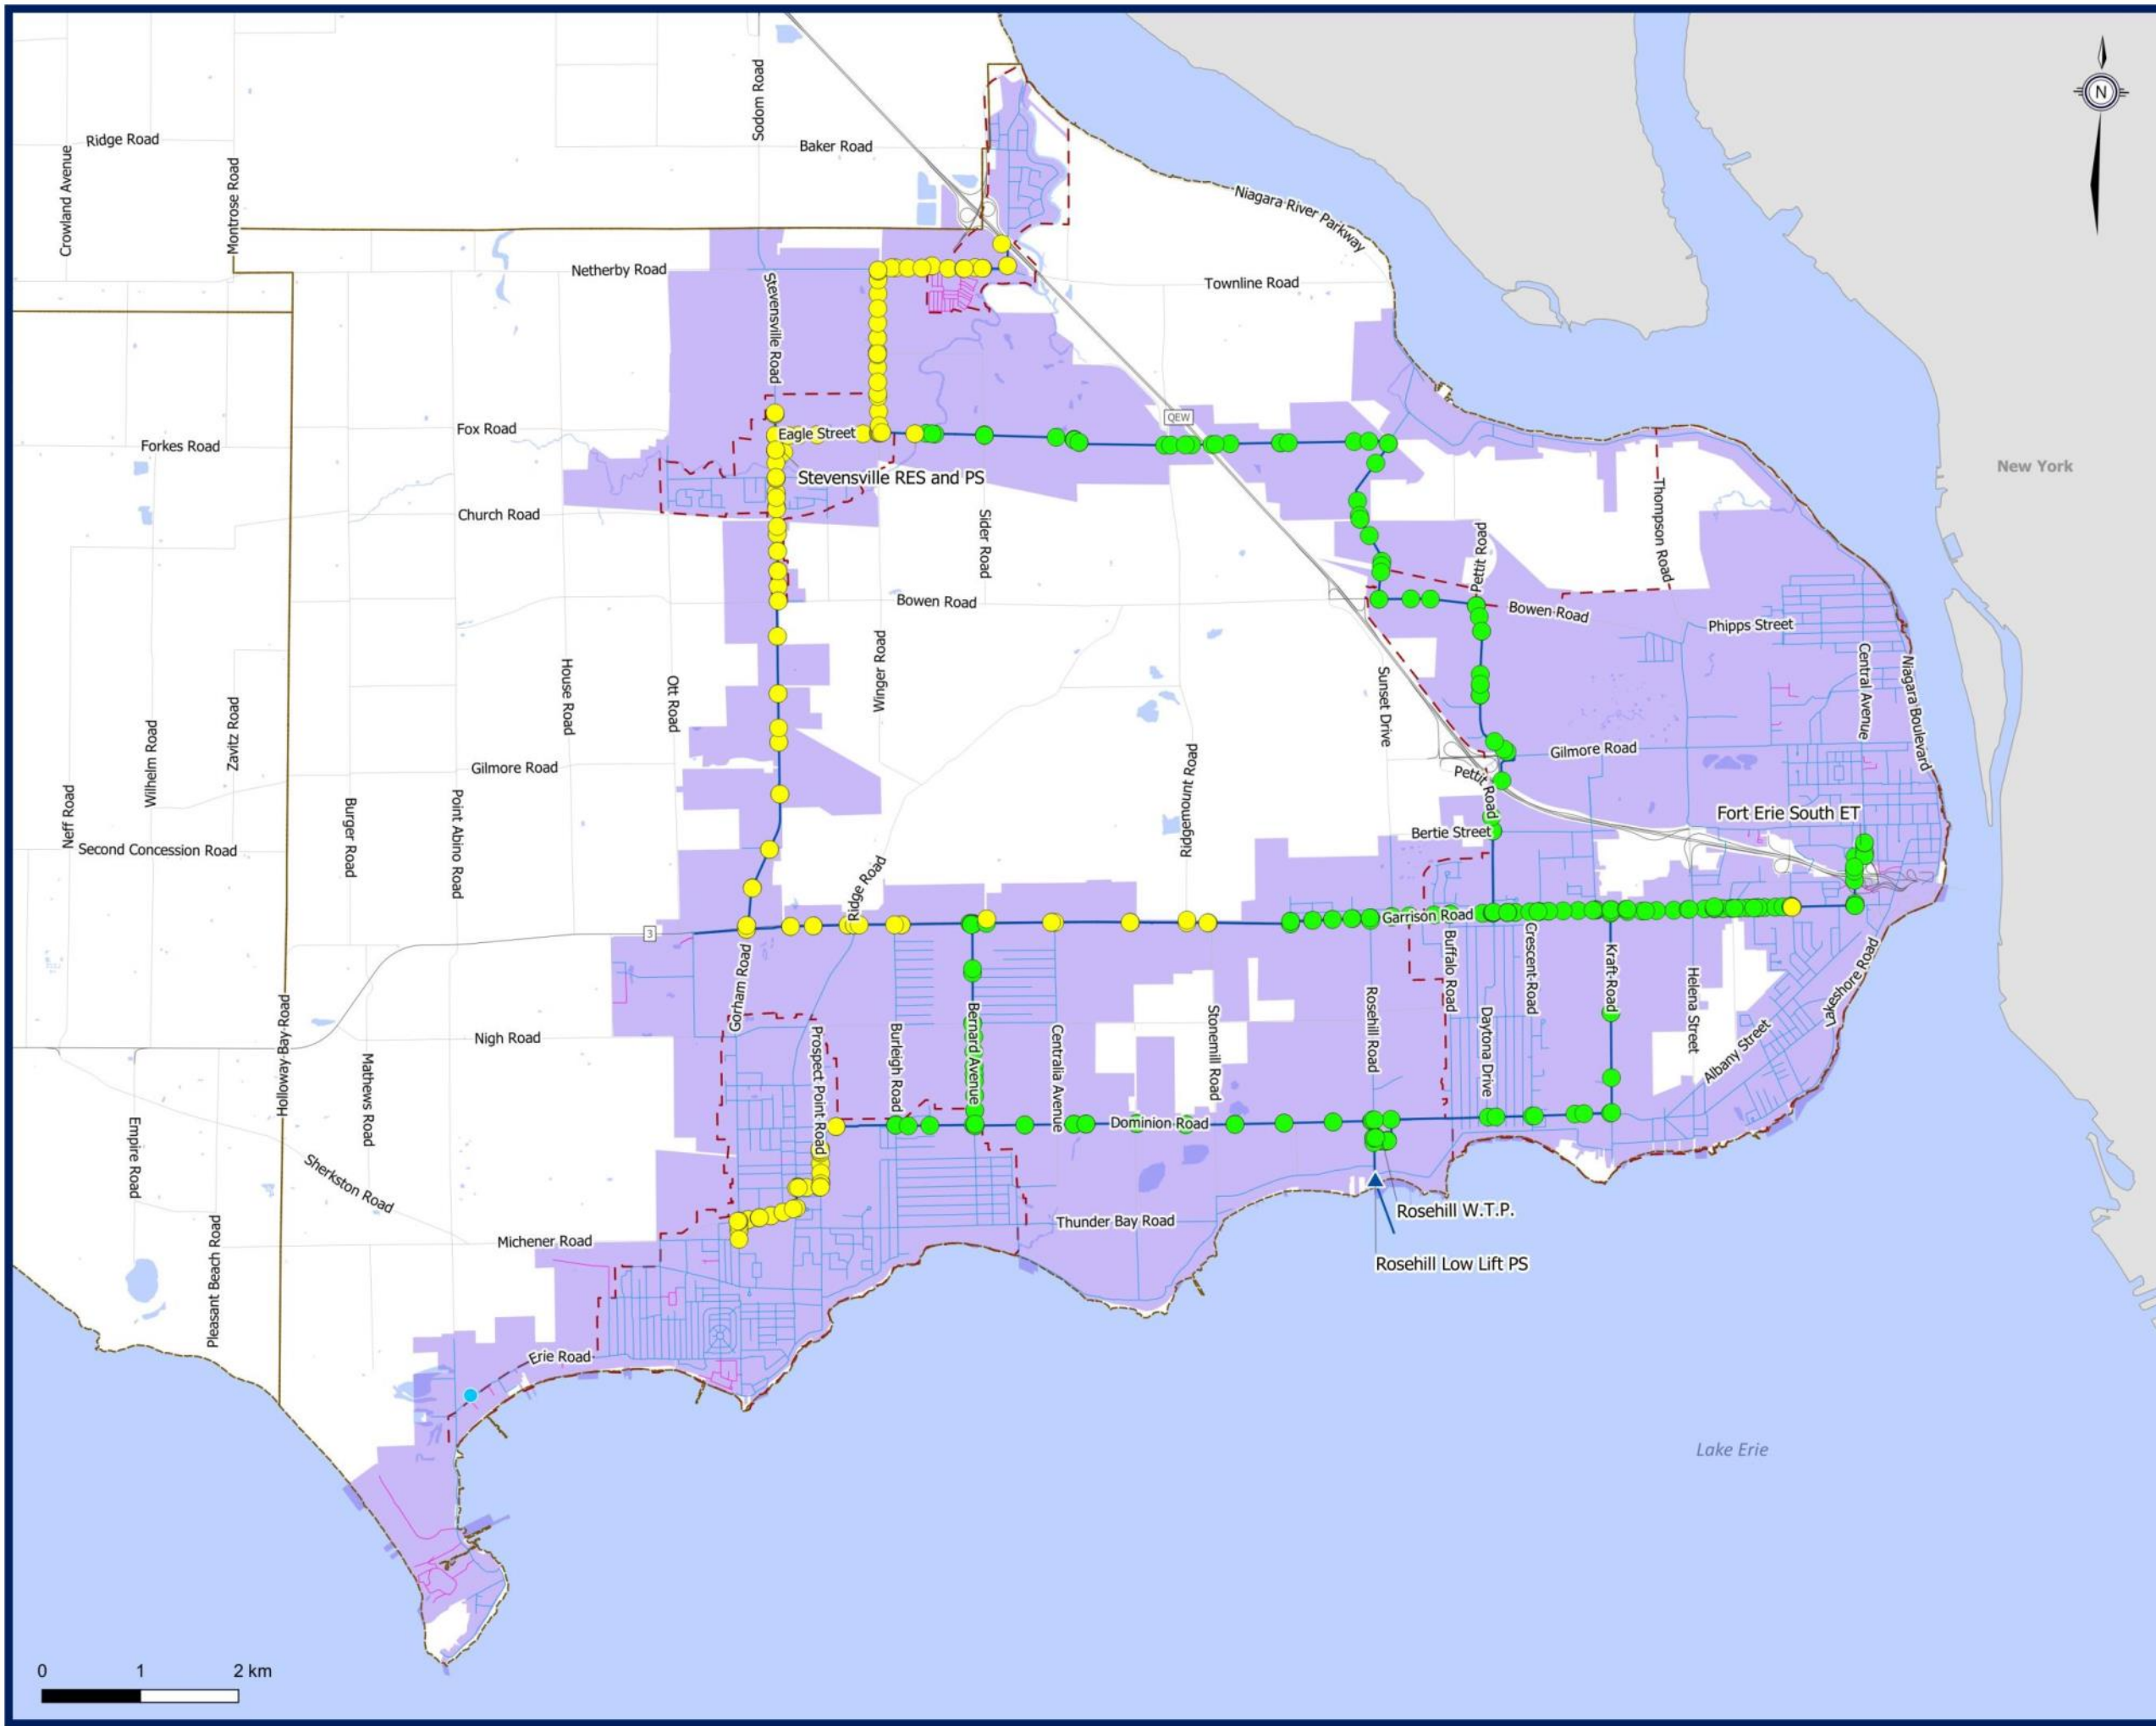 N
Sodom Road
Ridge Road
Baker Road
Crowland Avenue
Montrose Road
Niagara River Parkway
Netherby Road
Townline Road
Stevensville Road
QEW
Fox Road
Eagle Street
Forkes Road
New York
Stevensville RES and PS
Church Road
Sider Road
Thompson Road
Pettit Road
Bowen Road
Bowen Road
Phipps Street
House Road
Ott Road
Winger Road
Sunset Drive
Central Avenue
Niagara Boulevard
Zavitz Road
Wilhelm Road
Gilmore Road
Gilmore Road
Ridgemount Road
Pettit Road
Neff Road
Burger Road
Point Abino Road
Fort Erie South ET
Bertie Street
Second Concession Road
Ridge Road
Garrison Road
3
Gorham Road
Buffalo Road
Crescent Road
Kraft Road
Helena Street
Lakeshore Road
Holloway Bay Road
Nigh Road
Mathews Road
Prospect Point Road
Burleigh Road
Bernard Avenue
Centralia Avenue
Stonemill Road
Rosehill Road
Daytona Drive
Albany Street
Dominion Road
Empire Road
Sherkston Road
Pleasant Beach Road
Michener Road
Thunder Bay Road
Rosehill W.T.P.
Rosehill Low Lift PS
Erie Road
Lake Erie
0 1 2 km